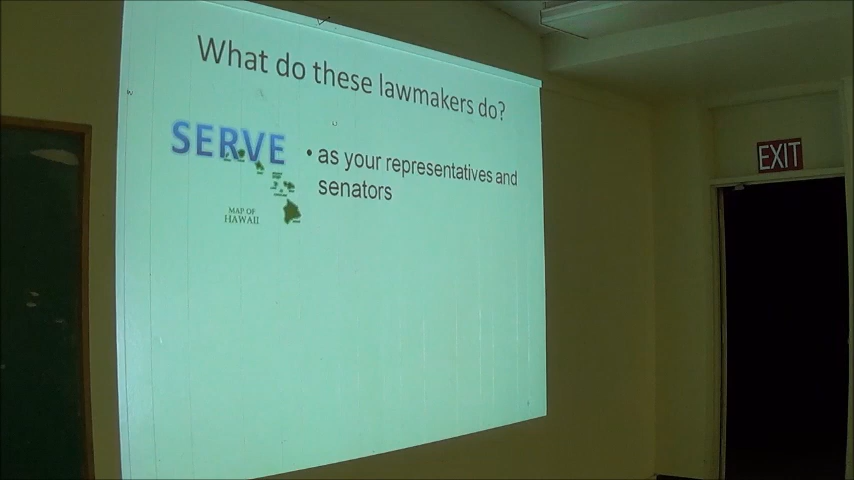 What do these lawmakers do?
SERVE
• as your representatives and
senators
MAP OF
HAWAII
EXIT